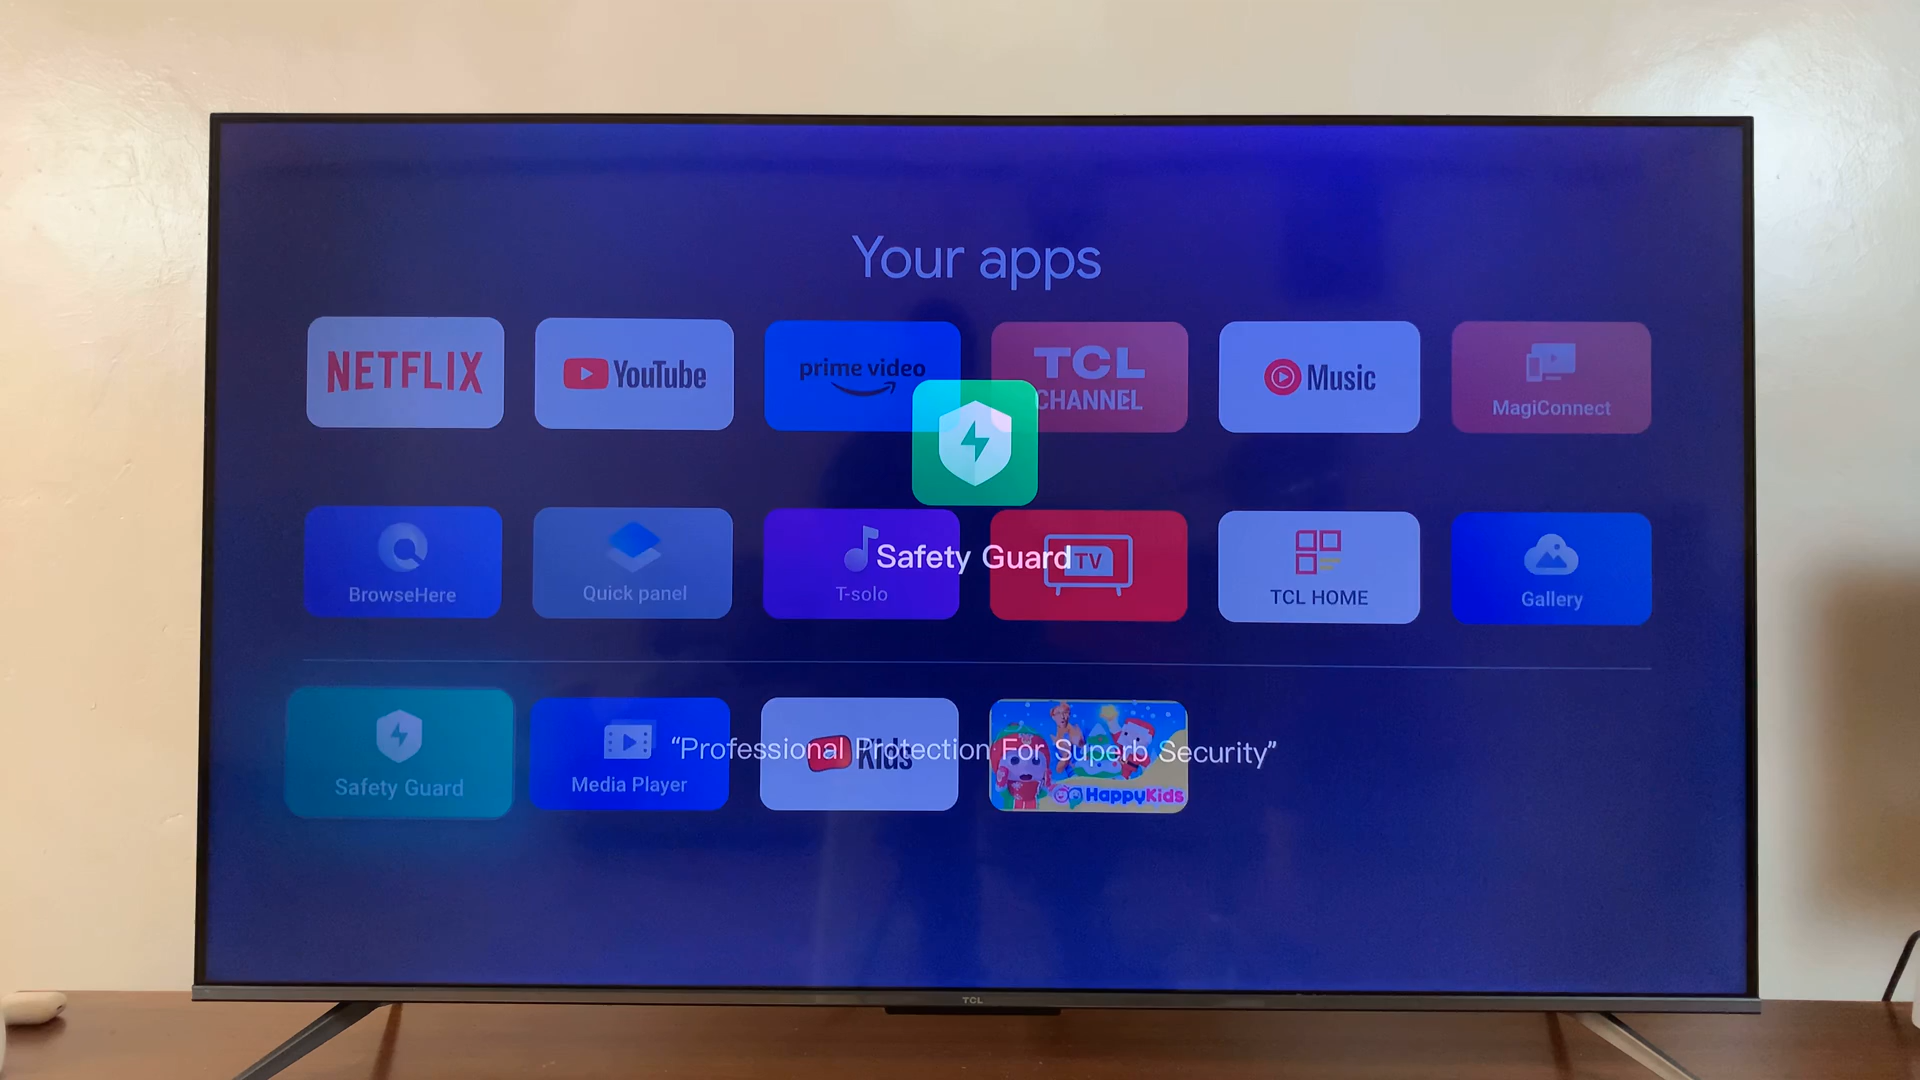 Your apps
NETFLIX
YouTube
prime video
TCL
CHANNEL
Music
MagiConnect
BrowseHere
Quick panel
T-solo
Safety Guard
TV
TCL HOME
Gallery
Safety Guard
Media Player
Kids
“Professional Protection For Superb Security”
HappyKids
TCL